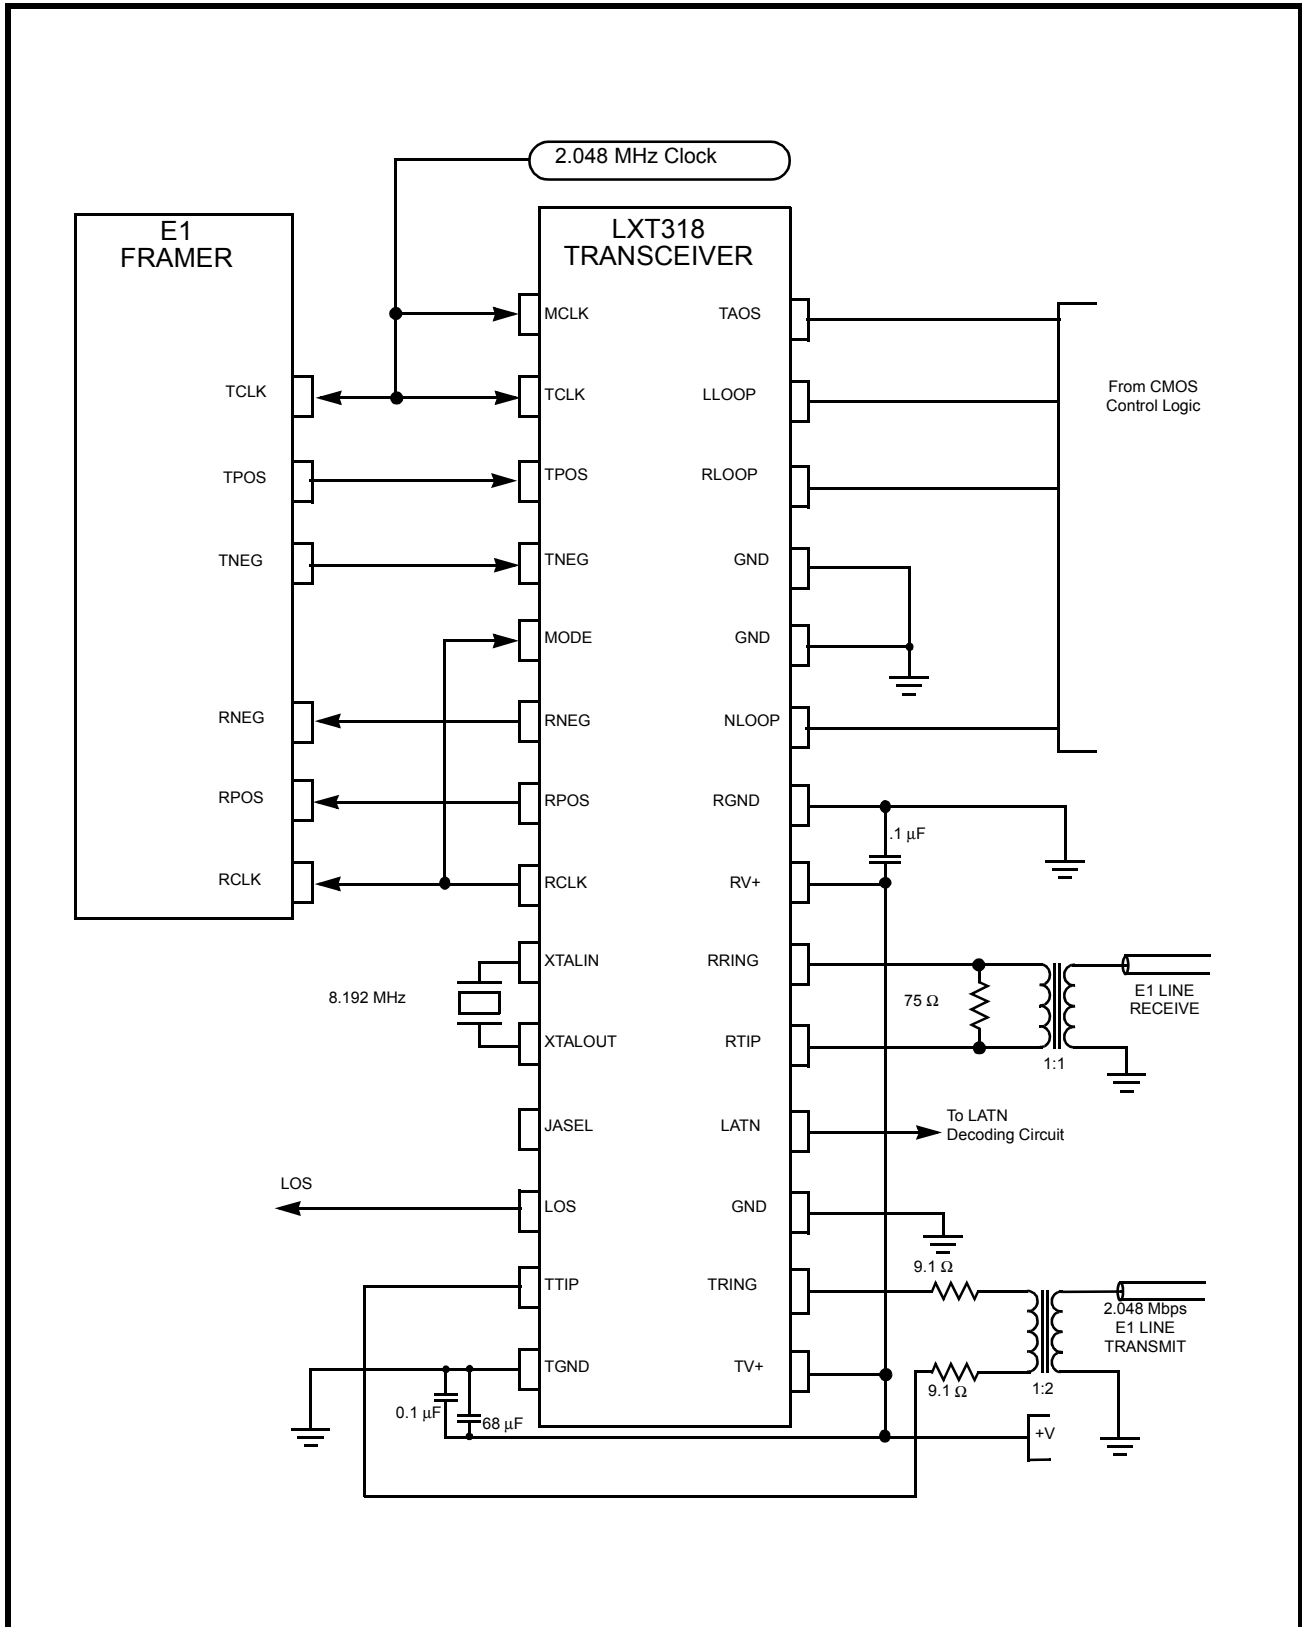 2.048 MHz Clock
E1
FRAMER
LXT318
TRANSCEIVER
MCLK
TAOS
TCLK
TCLK
LLOOP
From CMOS
Control Logic
TPOS
TPOS
RLOOP
TNEG
TNEG
GND
MODE
GND
RNEG
RNEG
NLOOP
RPOS
RPOS
RGND
.1 µF
RCLK
RCLK
RV+
XTALIN
RRING
8.192 MHz
75 Ω
E1 LINE
RECEIVE
XTALOUT
RTIP
1:1
JASEL
LATN
To LATN
Decoding Circuit
LOS
LOS
GND
9.1 Ω
TTIP
TRING
2.048 Mbps
E1 LINE
TRANSMIT
TGND
TV+
9.1 Ω
1:2
0.1 µF
68 µF
+V